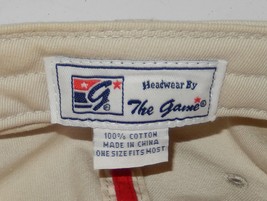 G
Headwear By
The Game®
100% COTTON
MADE IN CHINA
ONE SIZE FITS MOST